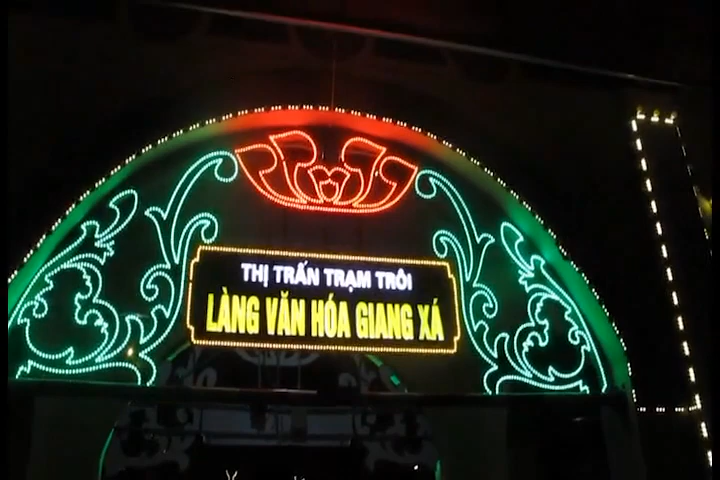 THỊ TRẤN TRẠM TRÔI
LÀNG VĂN HÓA GIANG XÁ